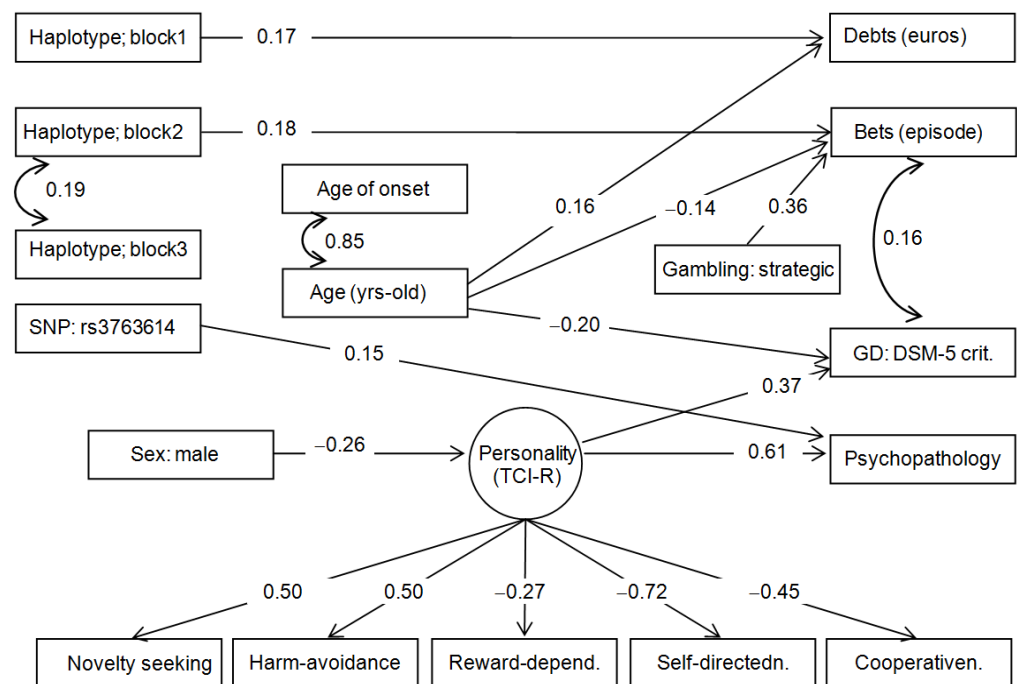 Haplotype; block1
0.17
Debts (euros)
Haplotype; block2
0.18
Bets (episode)
0.19
Age of onset
0.16
−0.14
0.36
0.85
0.16
Haplotype; block3
Gambling: strategic
Age (yrs-old)
SNP: rs3763614
−0.20
0.15
GD: DSM-5 crit.
0.37
Sex: male
−0.26
Personality
(TCI-R)
0.61
Psychopathology
0.50
0.50
−0.27
−0.72
−0.45
Novelty seeking
Harm-avoidance
Reward-depend.
Self-directedn.
Cooperativen.